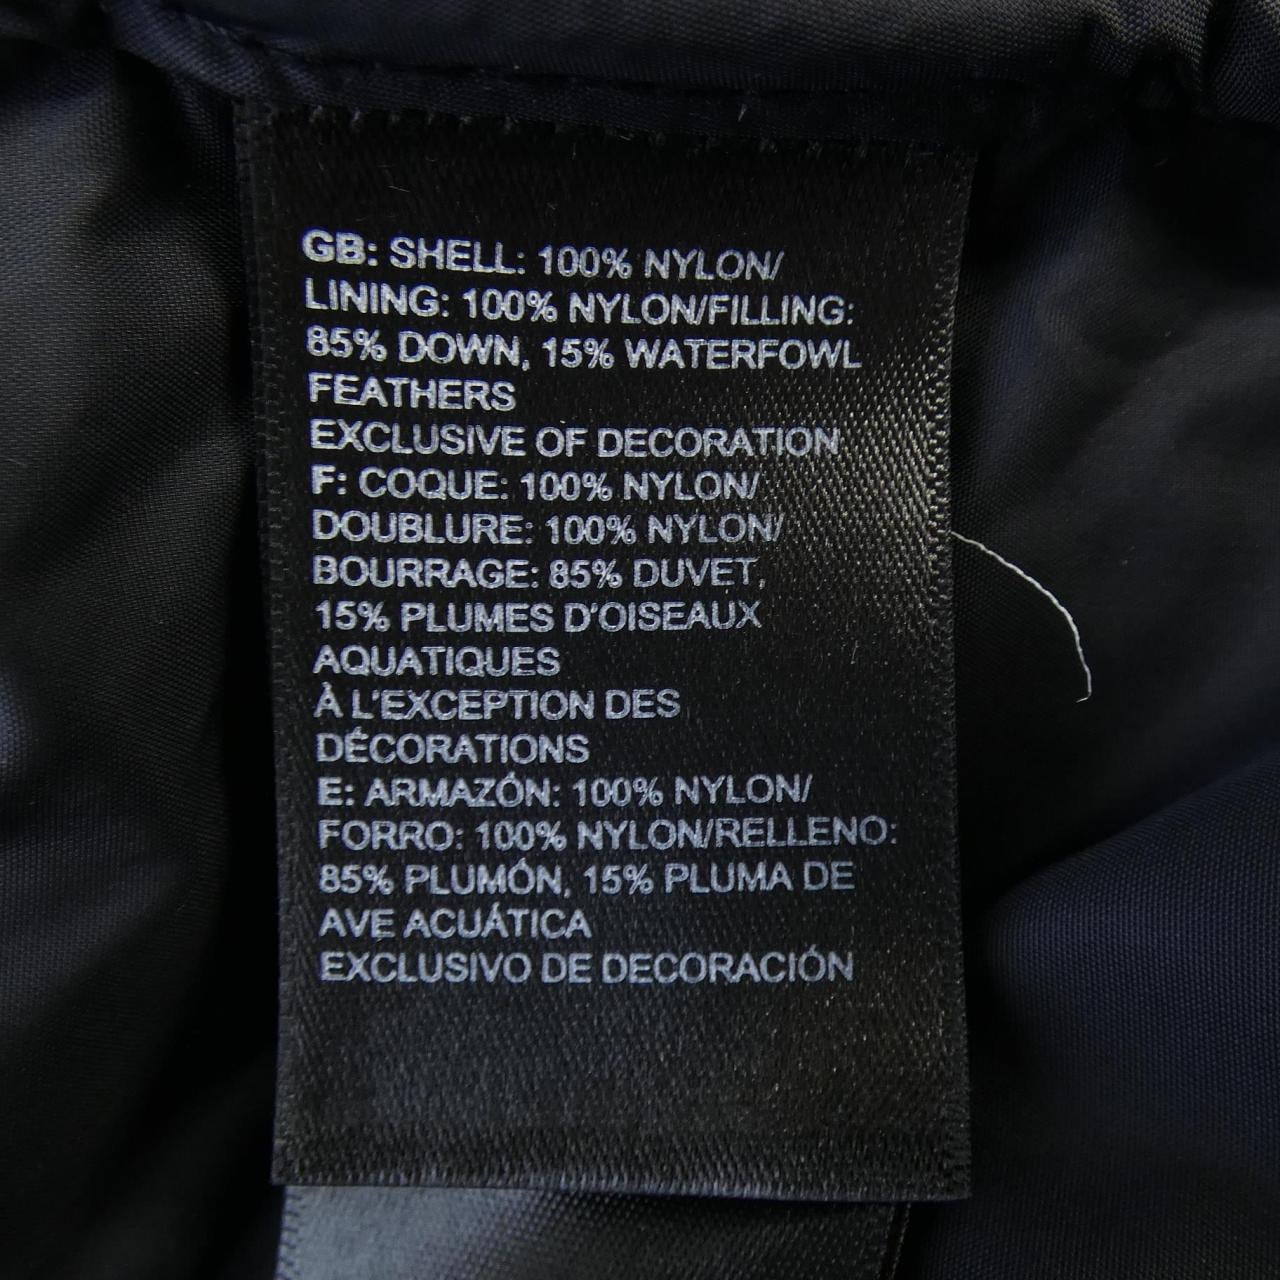 GB: SHELL: 100% NYLON/
LINING: 100% NYLON/FILLING:
85% DOWN, 15% WATERFOWL
FEATHERS
EXCLUSIVE OF DECORATION
F: COQUE: 100% NYLON/
DOUBLURE: 100% NYLON/
BOURRAGE: 85% DUVET,
15% PLUMES D'OISEAUX
AQUATIQUES
À L'EXCEPTION DES
DÉCORATIONS
E: ARMAZÓN: 100% NYLON/
FORRO: 100% NYLON/RELLENO:
85% PLUMÓN, 15% PLUMA DE
AVE ACUÁTICA
EXCLUSIVO DE DECORACIÓN